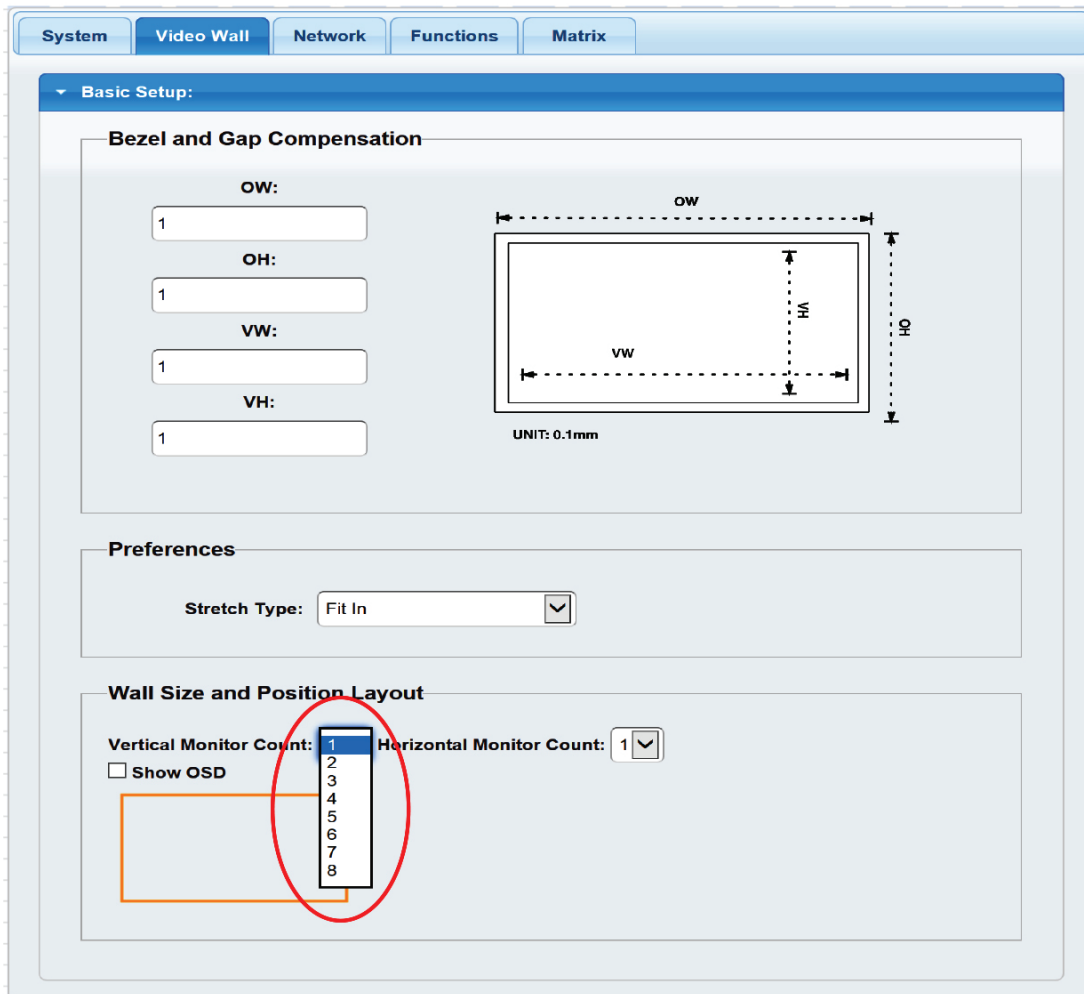 System Video Wall Network Functions Matrix
Basic Setup:
Bezel and Gap Compensation
OW:
1
OH:
1
VW:
1
VH:
1
OW
VH
OH
VW
UNIT: 0.1mm
Preferences
Stretch Type: Fit In
Wall Size and Position Layout
Vertical Monitor Count: 1 Horizontal Monitor Count: 1
Show OSD
2
3
4
5
6
7
8